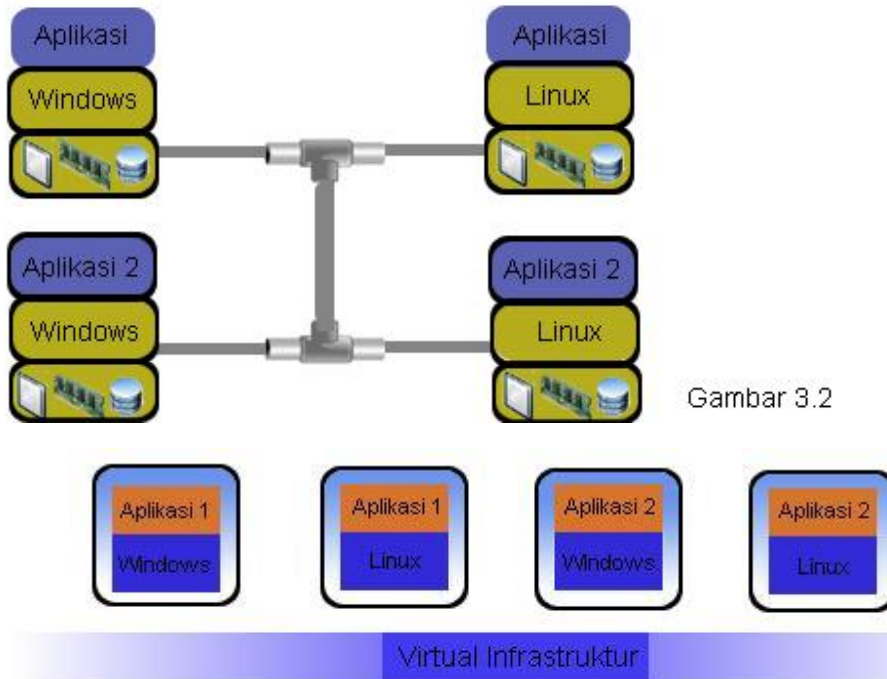 Aplikasi
Aplikasi
Windows
Linux
Aplikasi 2
Aplikasi 2
Windows
Linux
Gambar 3.2
Aplikasi 1
Aplikasi 1
Aplikasi 2
Aplikasi 2
Windows
Linux
Windows
Linux
Virtual Infrastruktur